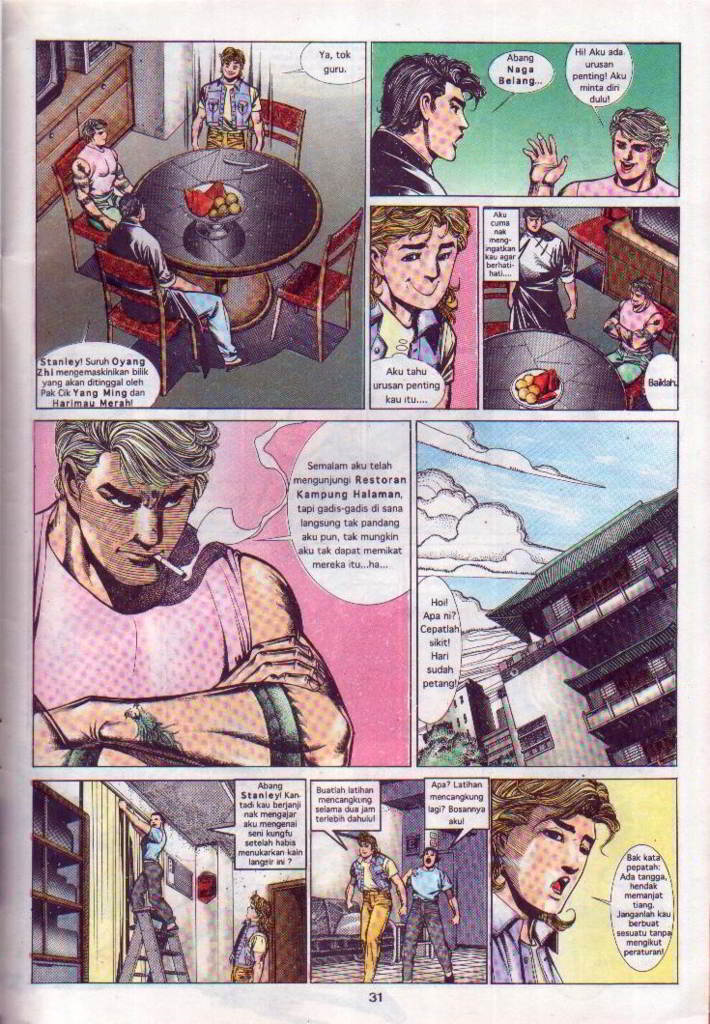 Ya, tok
guru.
Stanley! Suruh Oyang
Zhi mengemaskinikan bilik
yang akan ditinggal oleh
Pak Cik Yang Ming dan
Harimau Merah!
Abang
Naga
Belang...
Hi! Aku ada
urusan
penting! Aku
minta diri
dulu!
Aku tahu
urusan penting
kau itu....
Aku
cuma
nak
meng-
ingatkan
kau agar
berhati-
hati....
Baiklah.
Semalam aku telah
mengunjungi Restoran
Kampung Halaman,
tapi gadis-gadis di sana
langsung tak pandang
aku pun, tak mungkin
aku tak dapat memikat
mereka itu...ha...
Hoi!
Apa ni?
Cepatlah
sikit!
Hari
sudah
petang!
Abang
Stanley! Kan-
tadi kau berjanji
nak mengajar
aku mengenai
seni kungfu
setelah habis
menukarkan kain
langsir ini ?
Buatlah latihan
mencangkung
selama dua jam
terlebih dahulu!
Apa? Latihan
mencangkung
lagi? Bosannya
aku!
Bak kata
pepatah:
Ada tangga,
hendak
memanjat
tiang.
Janganlah kau
berbuat
sesuatu tanpa
mengikut
peraturan!
31